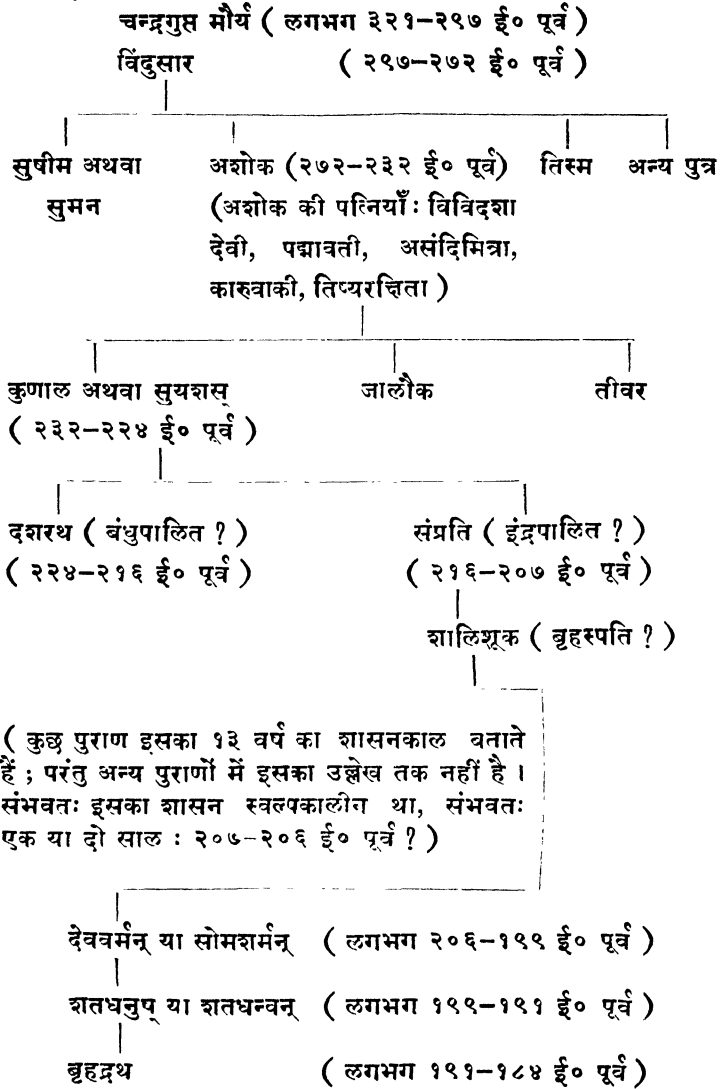 चन्द्रगुप्त मौर्य ( लगभग ३२१–२९७ ई० पूर्व )
विंदुसार ( २९७–२७२ ई० पूर्व )
सुषीम अथवा सुमन
अशोक (२७२–२३२ ई० पूर्व)
(अशोक की पत्नियाँ : विविदशा
देवी, पद्मावती, असंदिमित्रा,
कारुवाकी, तिष्यरक्षिता )
तिस्म
अन्य पुत्र
कुणाल अथवा सुयशस्
( २३२–२२४ ई० पूर्व )
जालौक
तीवर
दशरथ ( बंधुपालित ? )
( २२४–२१६ ई० पूर्व )
संप्रति ( इंद्रपालित ? )
( २१६–२०७ ई० पूर्व )
शालिशूक ( बृहस्पति ? )
( कुछ पुराण इसका १३ वर्ष का शासनकाल बताते
हैं ; परंतु अन्य पुराणों में इसका उल्लेख तक नहीं है ।
संभवतः इसका शासन स्वल्पकालीन था, संभवतः
एक या दो साल : २०७–२०६ ई० पूर्व ? )
देववर्मन् या सोमशर्मन् ( लगभग २०६–१९९ ई० पूर्व )
शतधनुष् या शतधन्वन् ( लगभग १९९–१९१ ई० पूर्व )
बृहद्रथ ( लगभग १९१–१८४ ई० पूर्व )